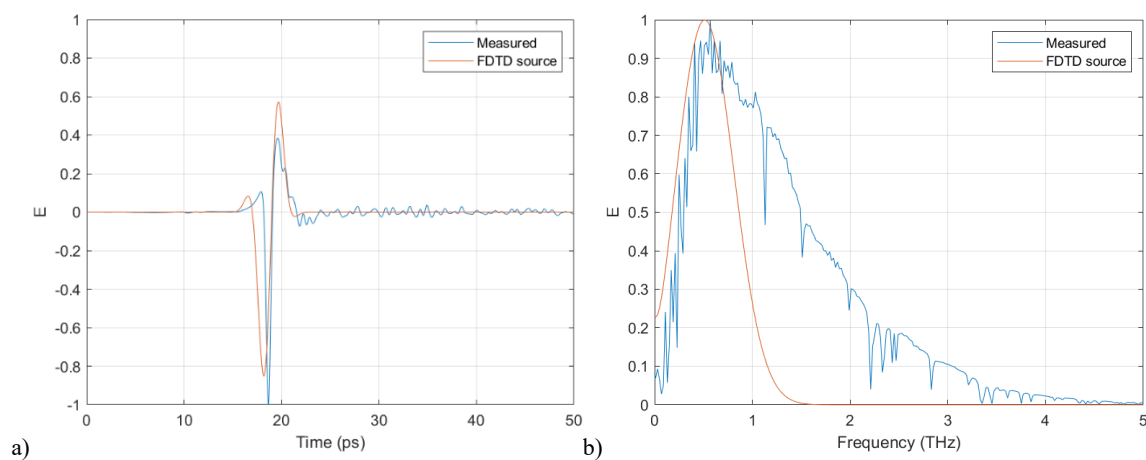 1
0.8
0.6
0.4
0.2
0
-0.2
-0.4
-0.6
-0.8
-1
E
Measured
FDTD source
0 10 20 30 40 50
Time (ps)
a)
1
0.9
0.8
0.7
0.6
0.5
0.4
0.3
0.2
0.1
0
E
Measured
FDTD source
0 1 2 3 4 5
Frequency (THz)
b)